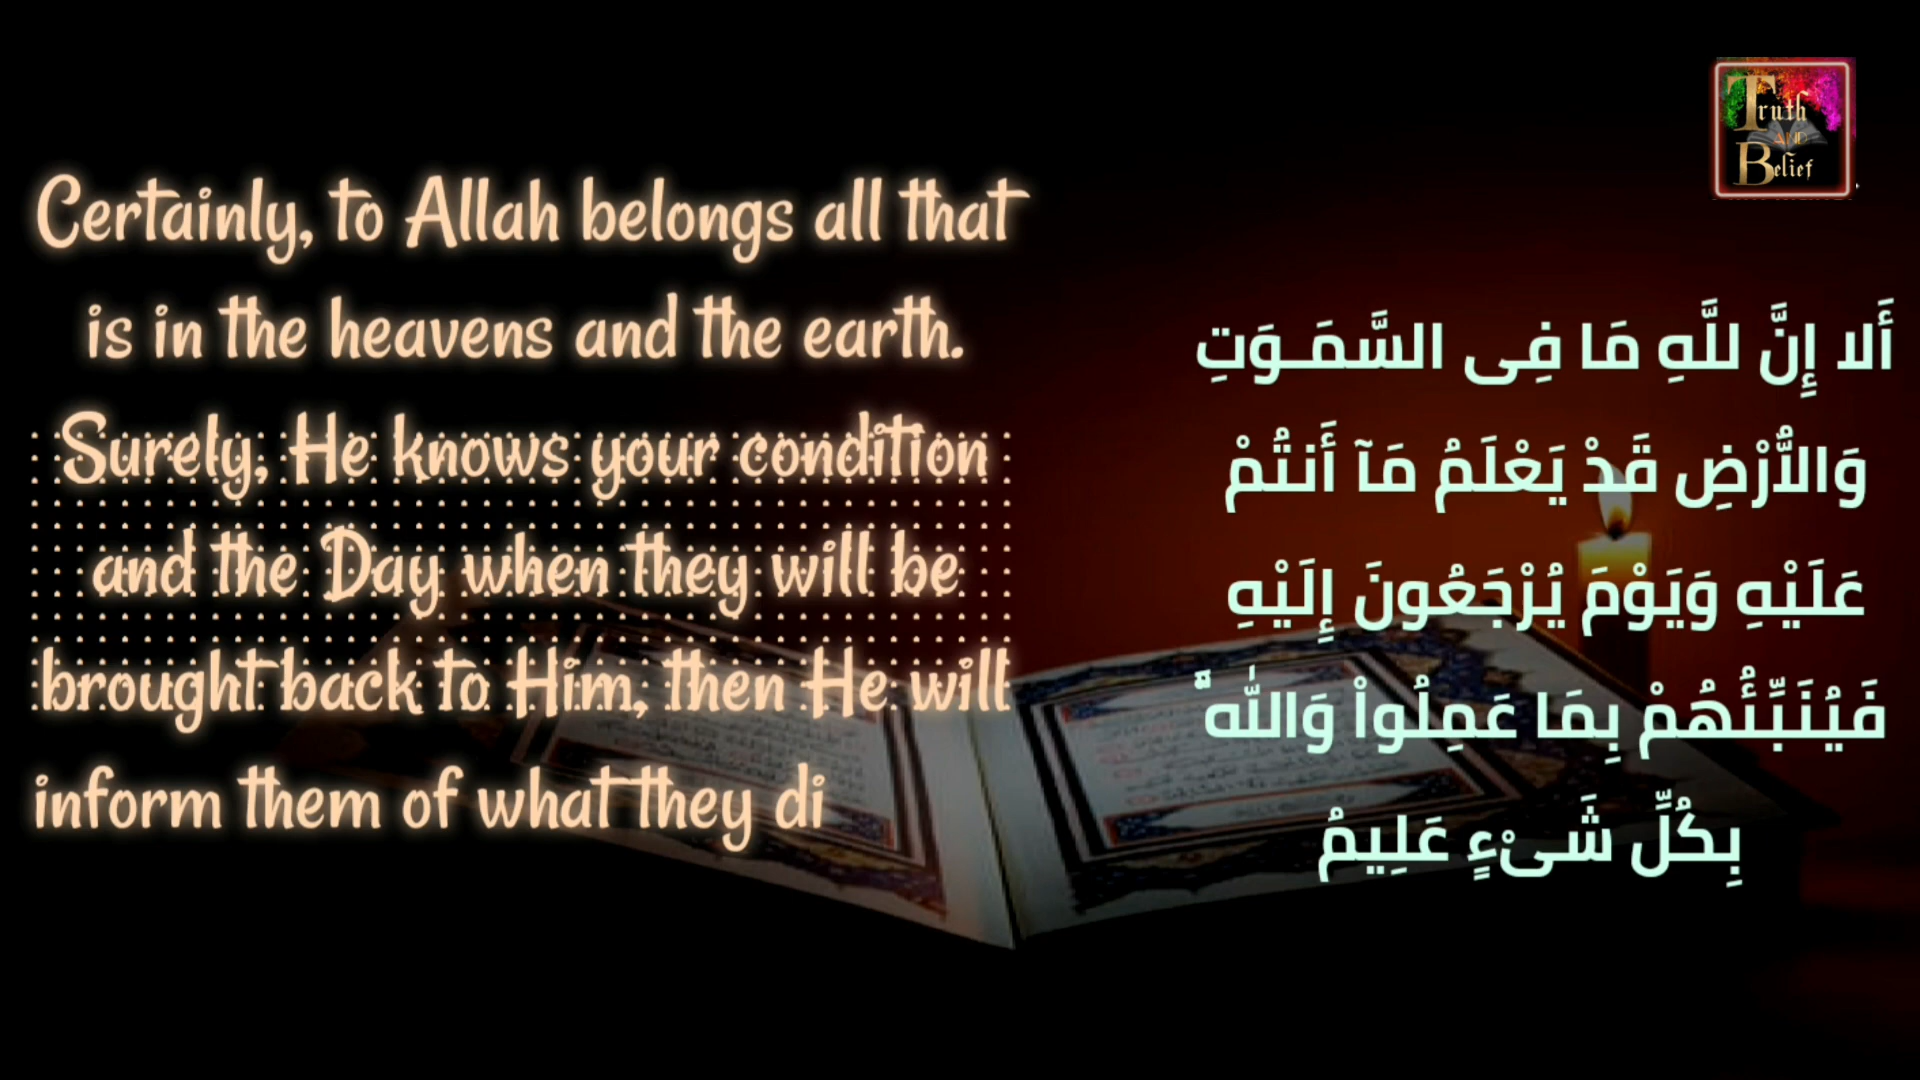 Truth
AND
Belief
Certainly, to Allah belongs all that
is in the heavens and the earth.
Surely, He knows your condition
and the Day when they will be
brought back to Him, then He will
inform them of what they di
أَلا إِنَّ للَّهِ مَا فِى السَّمَـوَتِ
وَالاٌّرْضِ قَدْ يَعْلَمُ مَآ أَنتُمْ
عَلَيْهِ وَيَوْمَ يُرْجَعُونَ إِلَيْهِ
فَيُنَبِّئُهُمْ بِمَا عَمِلُواْ وَاللَّهُ
بِكُلِّ شَىْءٍ عَلِيمُ